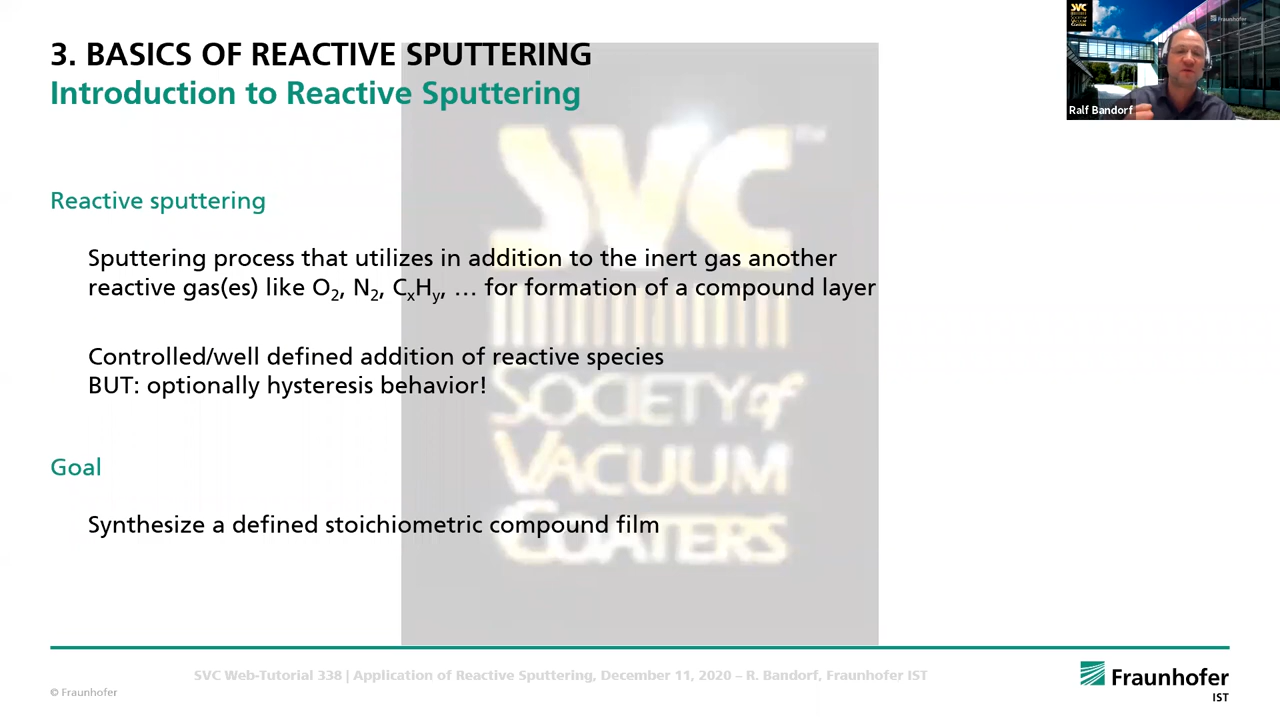 3. BASICS OF REACTIVE SPUTTERING
Introduction to Reactive Sputtering
SVC
Fraunhofer
Ralf Bandorf
SVC™
Reactive sputtering
Sputtering process that utilizes in addition to the inert gas another
reactive gas(es) like O₂, N₂, CₓHᵧ, … for formation of a compound layer
Controlled/well defined addition of reactive species
BUT: optionally hysteresis behavior!
SOCIETY of
VACUUM
COATERS
Goal
Synthesize a defined stoichiometric compound film
SVC Web-Tutorial 338 | Application of Reactive Sputtering, December 11, 2020 – R. Bandorf, Fraunhofer IST
© Fraunhofer
Fraunhofer
IST